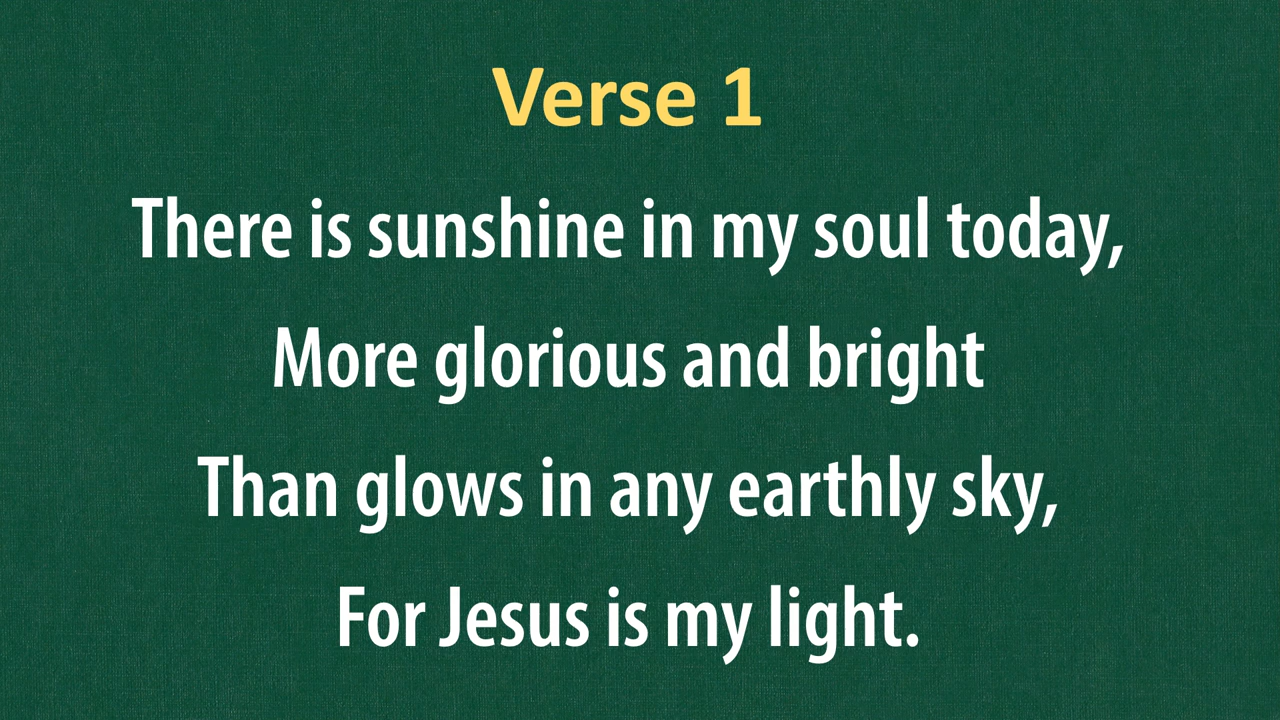 Verse 1
There is sunshine in my soul today,
More glorious and bright
Than glows in any earthly sky,
For Jesus is my light.